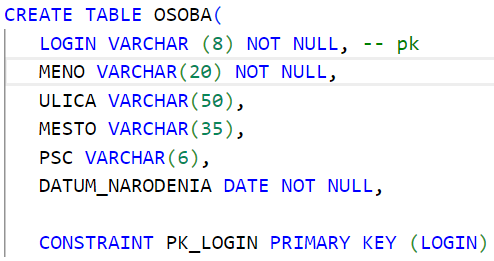 CREATE TABLE OSOBA(
LOGIN VARCHAR (8) NOT NULL, -- pk
MENO VARCHAR(20) NOT NULL,
ULICA VARCHAR(50),
MESTO VARCHAR(35),
PSC VARCHAR(6),
DATUM_NARODENIA DATE NOT NULL,
CONSTRAINT PK_LOGIN PRIMARY KEY (LOGIN)